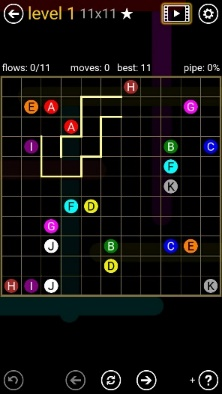 level 1 11x11
flows: 0/11 moves: 0 best: 11 pipe: 0%
H
E A G
A
I B C
F
K
F D
G
J B C E
D
H I J K
+ ?